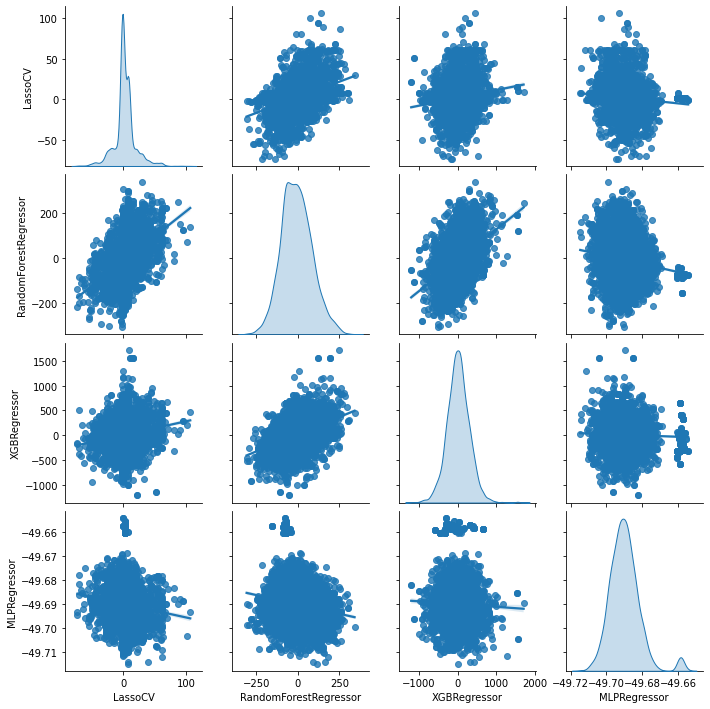 100
50
0
−50
LassoCV
200
0
−200
RandomForestRegressor
1500
1000
500
0
−500
−1000
XGBRegressor
−49.66
−49.67
−49.68
−49.69
−49.70
−49.71
MLPRegressor
0 100
LassoCV
−250 0 250
RandomForestRegressor
−1000 0 1000 2000
XGBRegressor
−49.72 −49.70 −49.68 −49.66
MLPRegressor